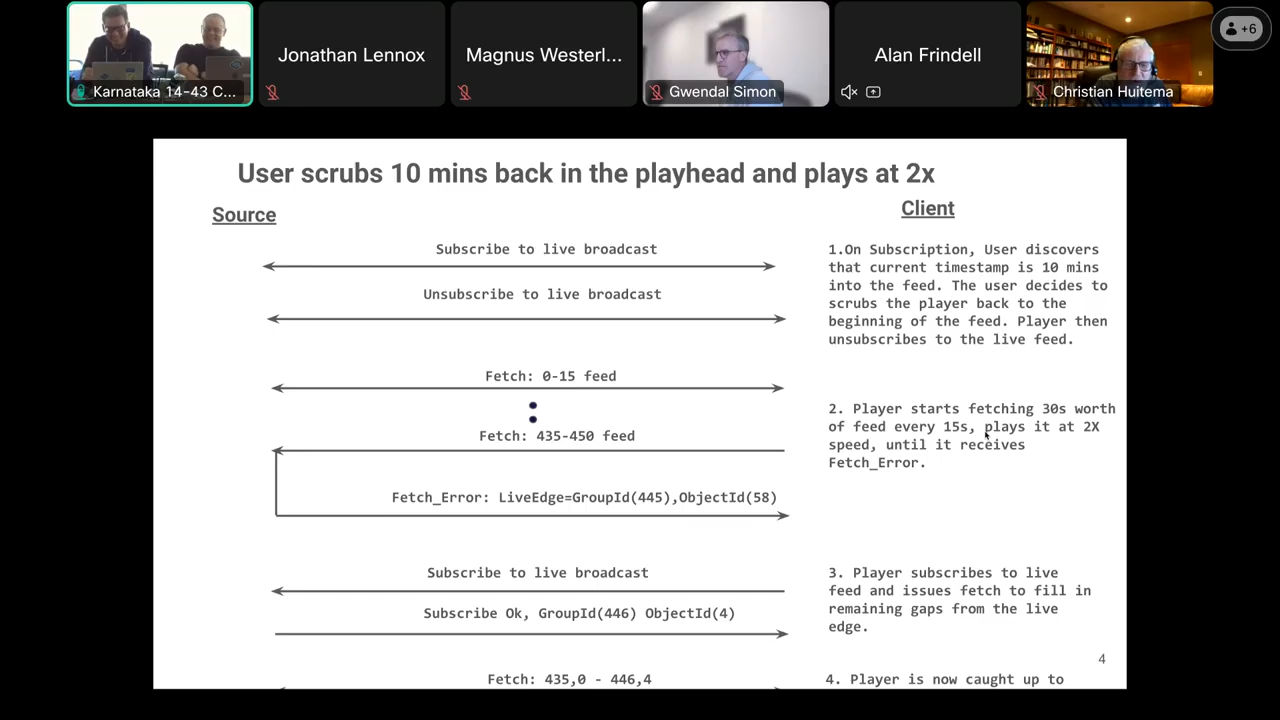 Karnataka 14-43 C...
Jonathan Lennox
Magnus Westerl...
Gwendal Simon
Alan Frindell
Christian Huitema
+6
User scrubs 10 mins back in the playhead and plays at 2x
Source
Client
Subscribe to live broadcast
Unsubscribe to live broadcast
1.On Subscription, User discovers
that current timestamp is 10 mins
into the feed. The user decides to
scrubs the player back to the
beginning of the feed. Player then
unsubscribes to the live feed.
Fetch: 0-15 feed
Fetch: 435-450 feed
2. Player starts fetching 30s worth
of feed every 15s, plays it at 2X
speed, until it receives
Fetch_Error.
Fetch_Error: LiveEdge=GroupId(445),ObjectId(58)
Subscribe to live broadcast
Subscribe Ok, GroupId(446) ObjectId(4)
3. Player subscribes to live
feed and issues fetch to fill in
remaining gaps from the live
edge.
4
Fetch: 435,0 - 446,4
4. Player is now caught up to